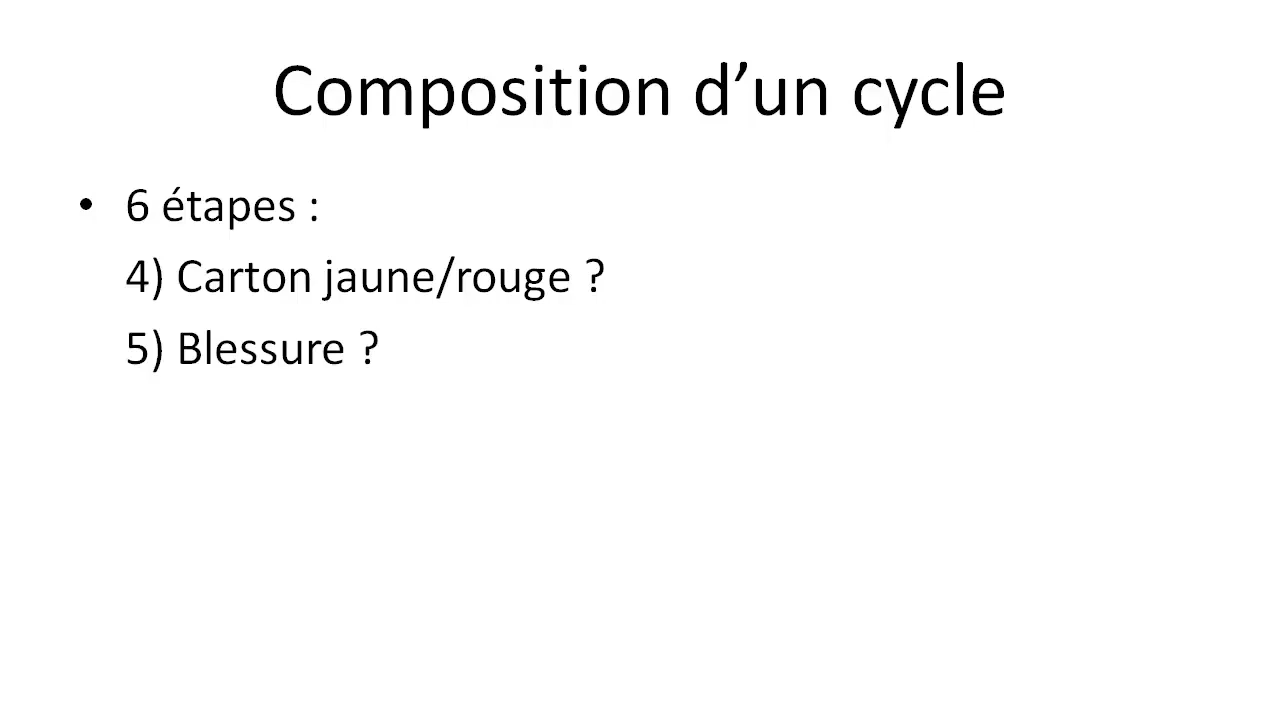 Composition d’un cycle
• 6 étapes :
4) Carton jaune/rouge ?
5) Blessure ?